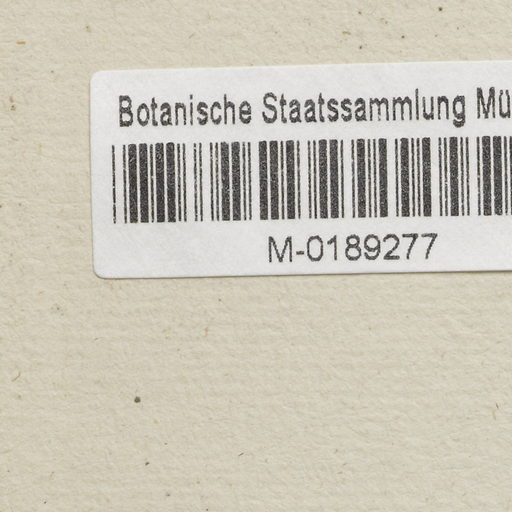 Botanische Staatssammlung Mü
M-0189277